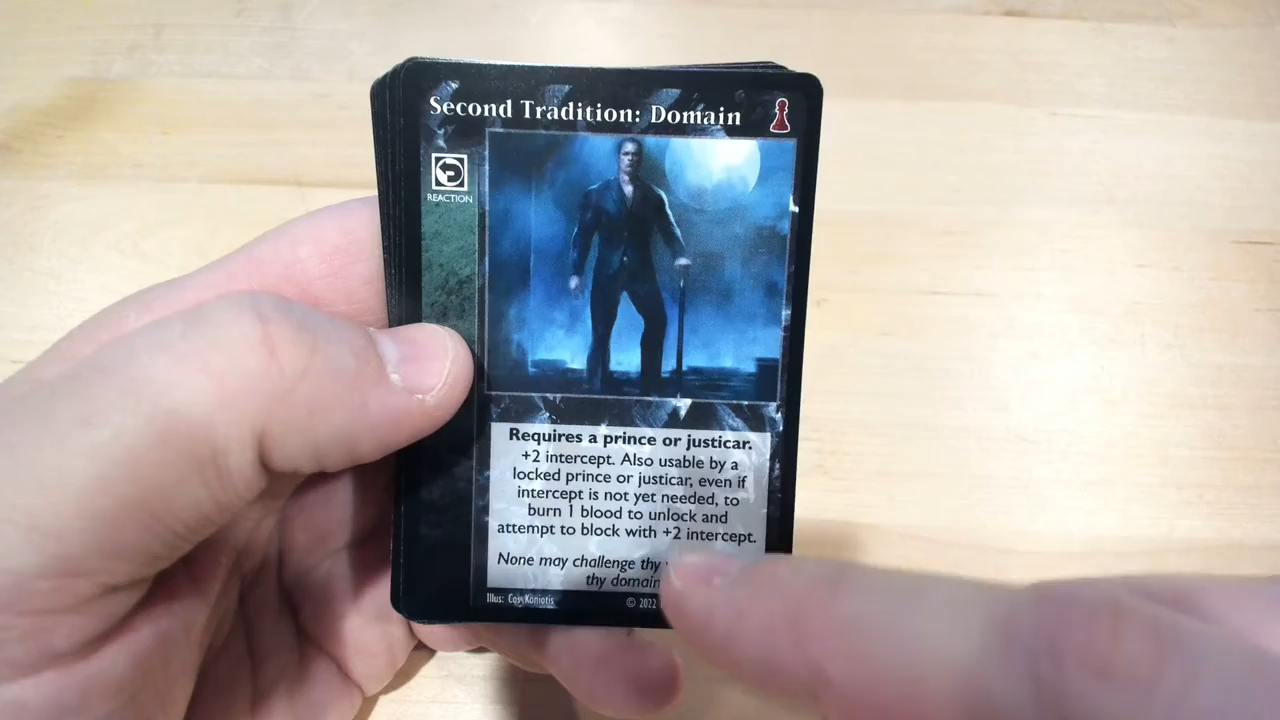 Second Tradition: Domain
REACTION
Requires a prince or justicar.
+2 intercept. Also usable by a
locked prince or justicar, even if
intercept is not yet needed, to
burn 1 blood to unlock and
attempt to block with +2 intercept.
None may challenge thy
thy domain
Illus: Cos Koniotis
© 2022